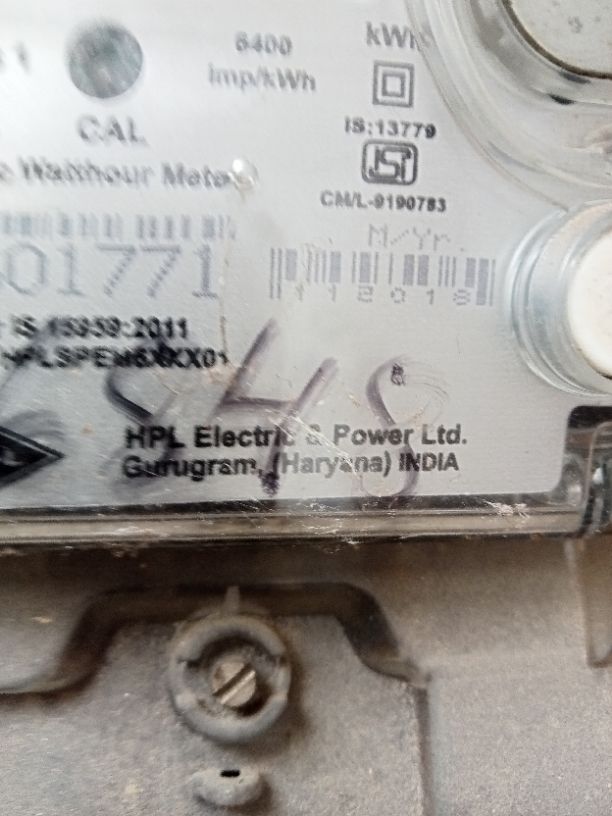 6400 kWh
imp/kWh
CAL
IS:13779
ISI
Watthour Meter
CM/L-9190783
M/Yr.
01771
112018
IS 15959:2011
HPL Electric & Power Ltd.
Gurugram, (Haryana) INDIA